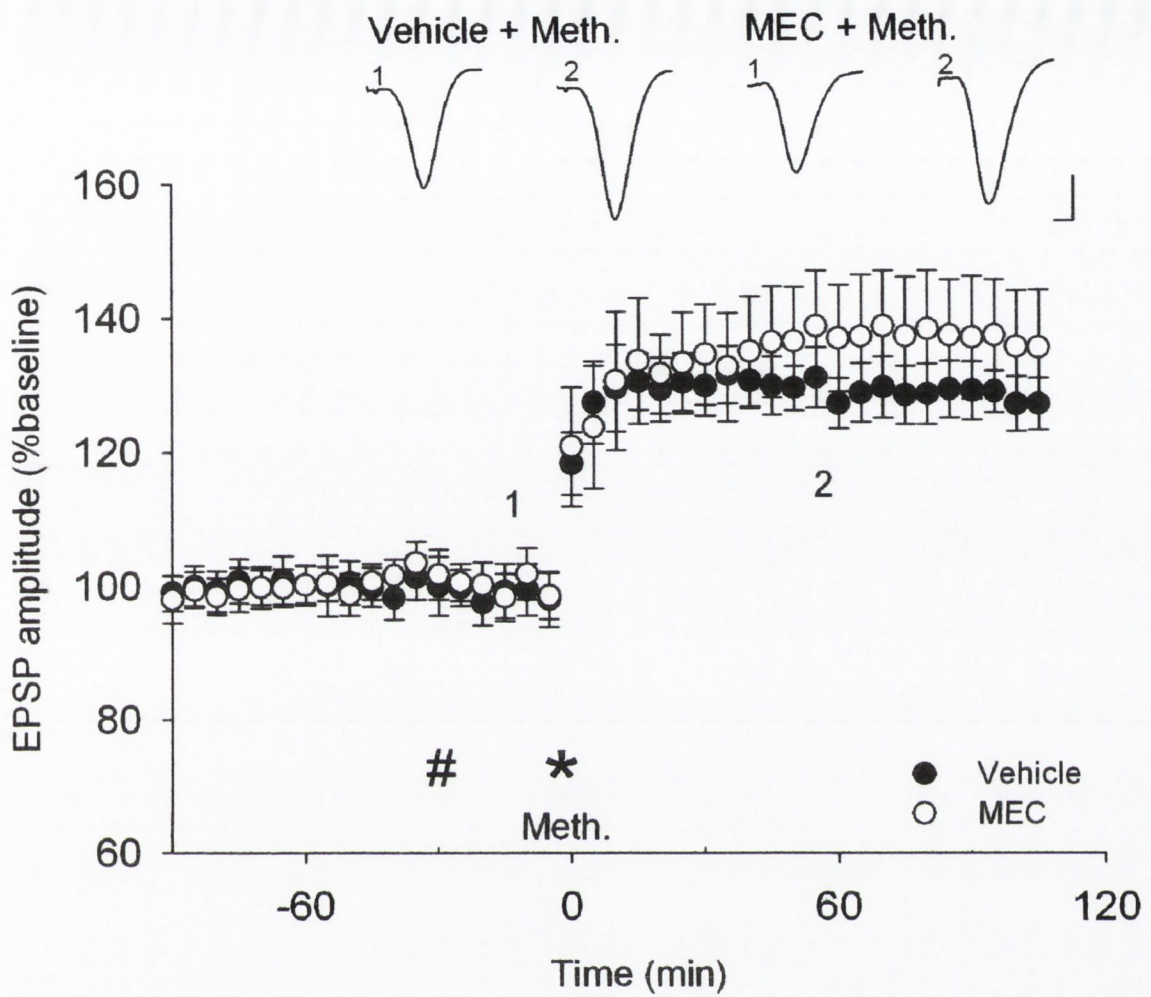 Vehicle + Meth. MEC + Meth.
1 2 1 2
160
140
120
100
80
60
EPSP amplitude (%baseline)
1 2
# *
Meth.
Vehicle
MEC
-60 0 60 120
Time (min)